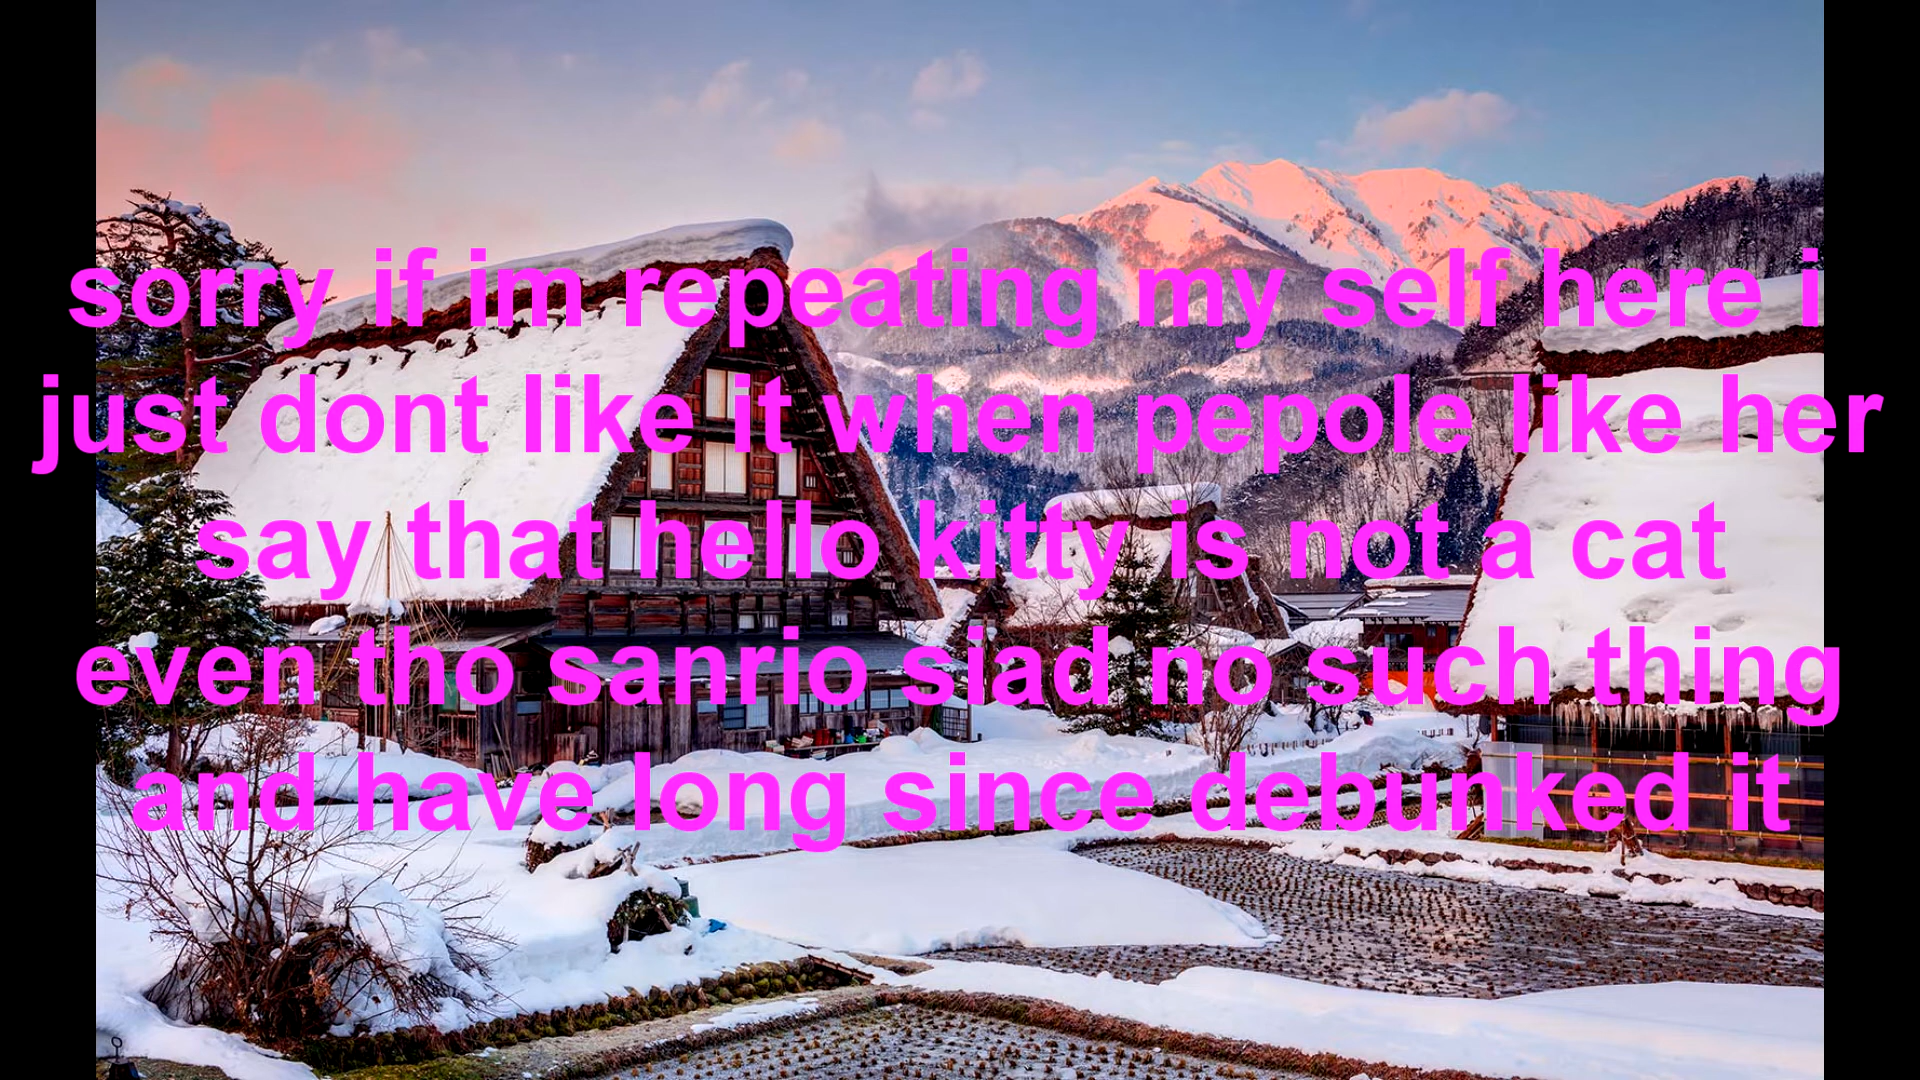 sorry if im repeating my self here i
just dont like it when pepole like her
say that hello kitty is not a cat
even tho sanrio siad no such thing
and have long since debunked it